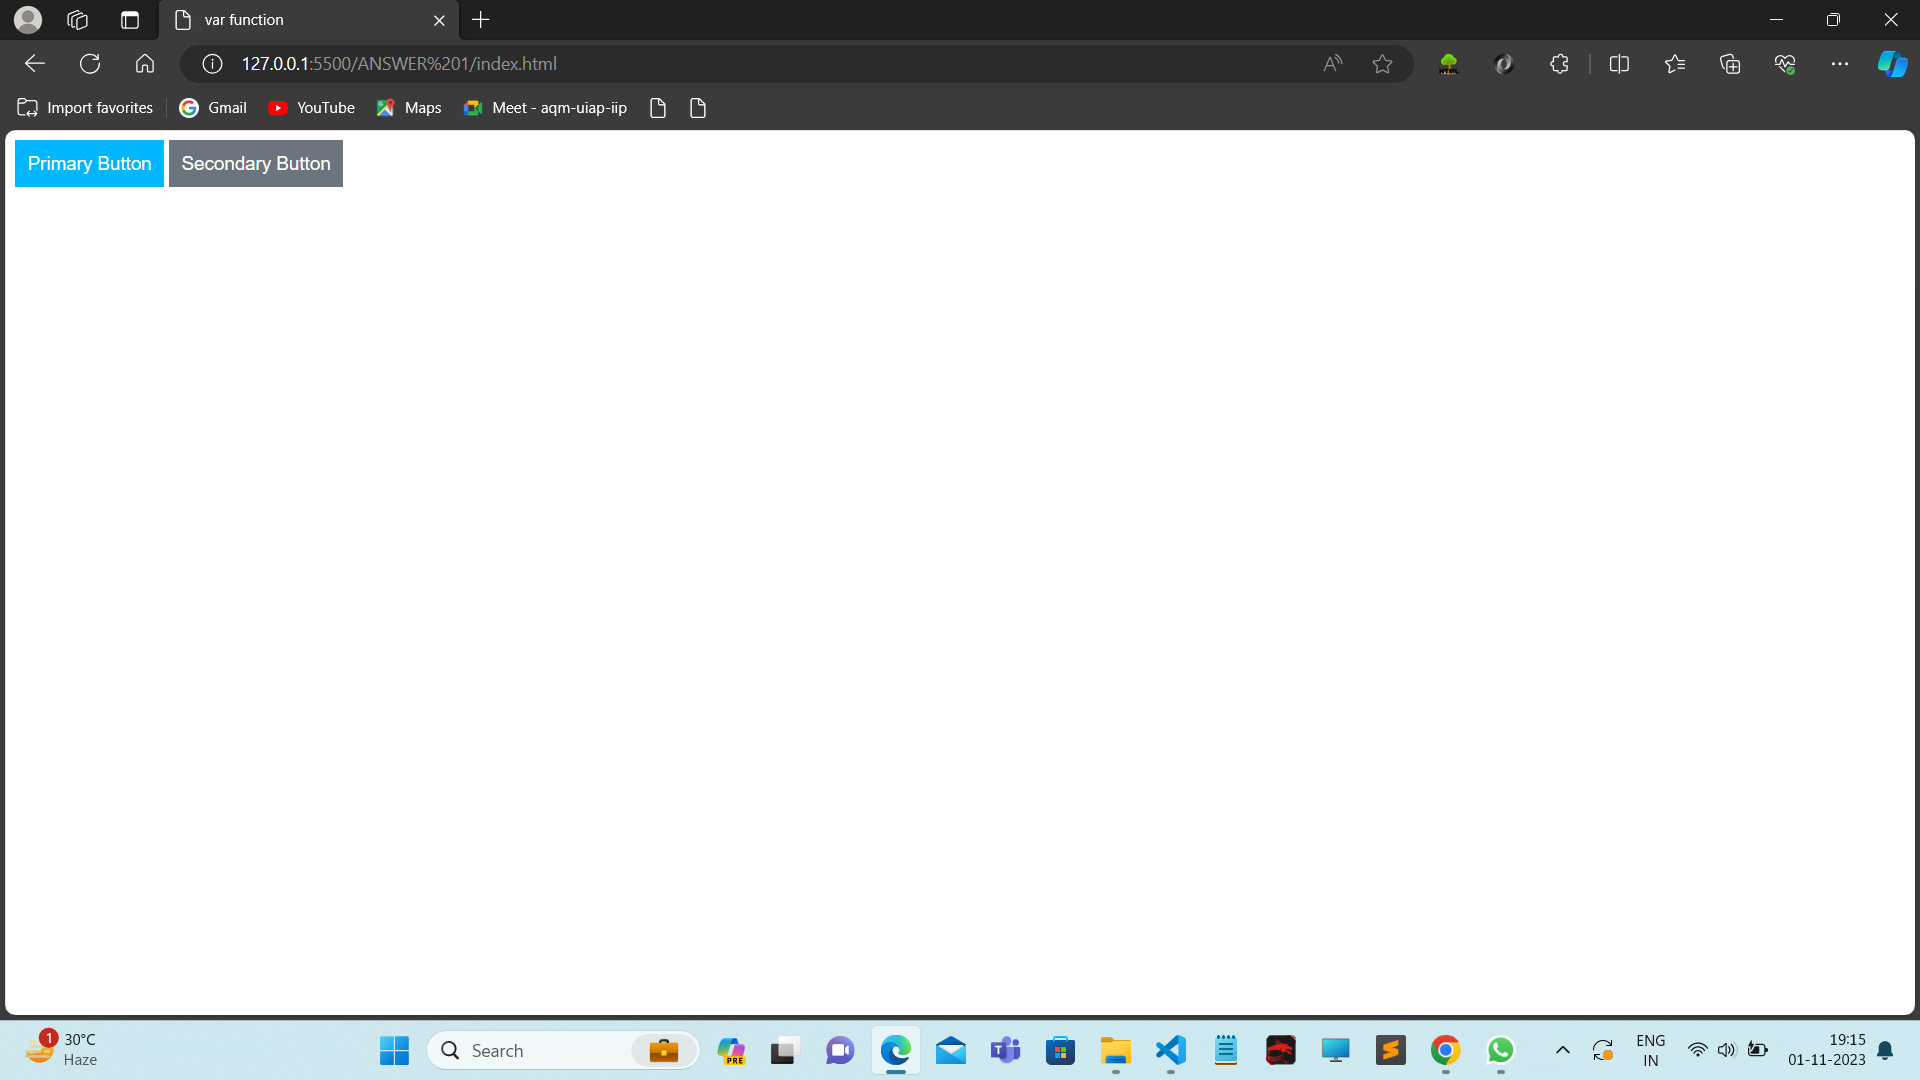 var function
127.0.0.1:5500/ANSWER%201/index.html
Import favorites
Gmail
YouTube
Maps
Meet - aqm-uiap-iip
Primary Button
Secondary Button
1
30°C
Haze
Search
PRE
ENG
IN
19:15
01-11-2023